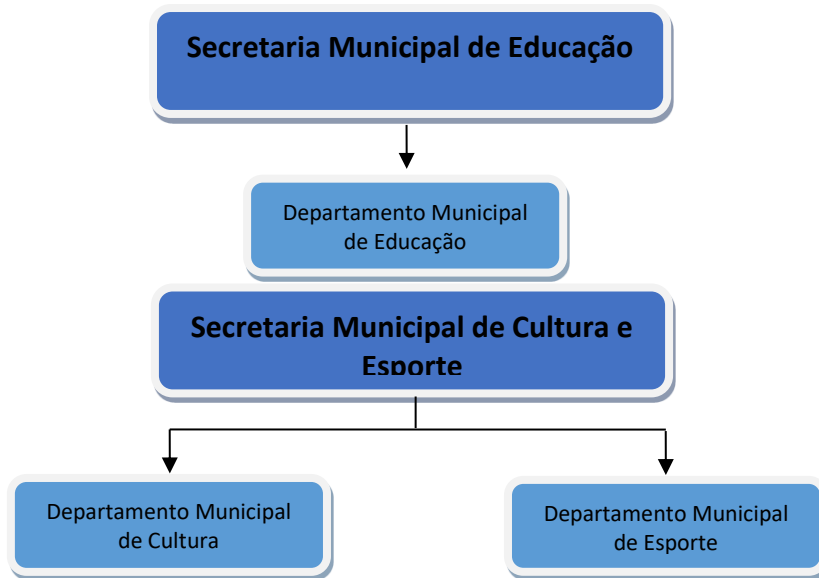 Secretaria Municipal de Educação
Departamento Municipal
de Educação
Secretaria Municipal de Cultura e
Esporte
Departamento Municipal
de Cultura
Departamento Municipal
de Esporte